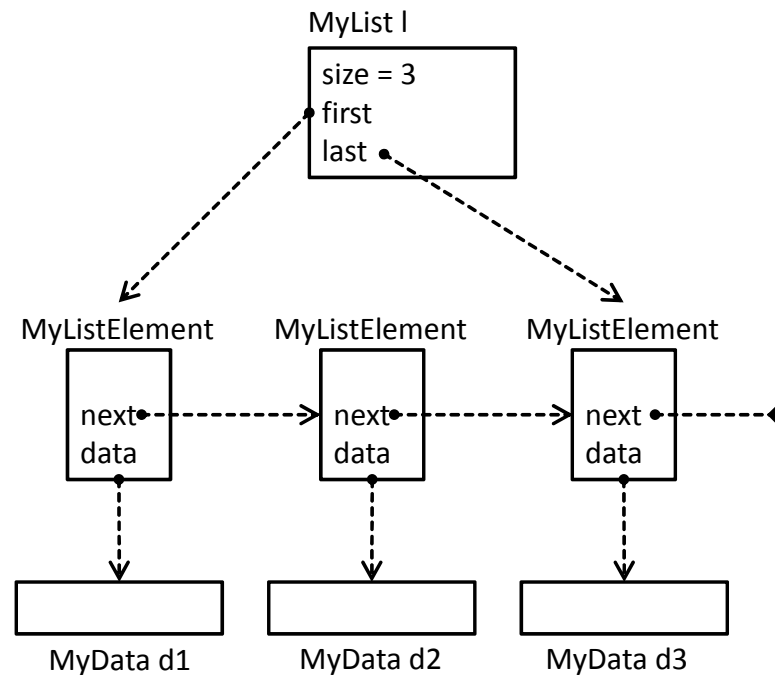 MyList l
size = 3
first
last
MyListElement MyListElement MyListElement
next next next
data data data
MyData d1 MyData d2 MyData d3